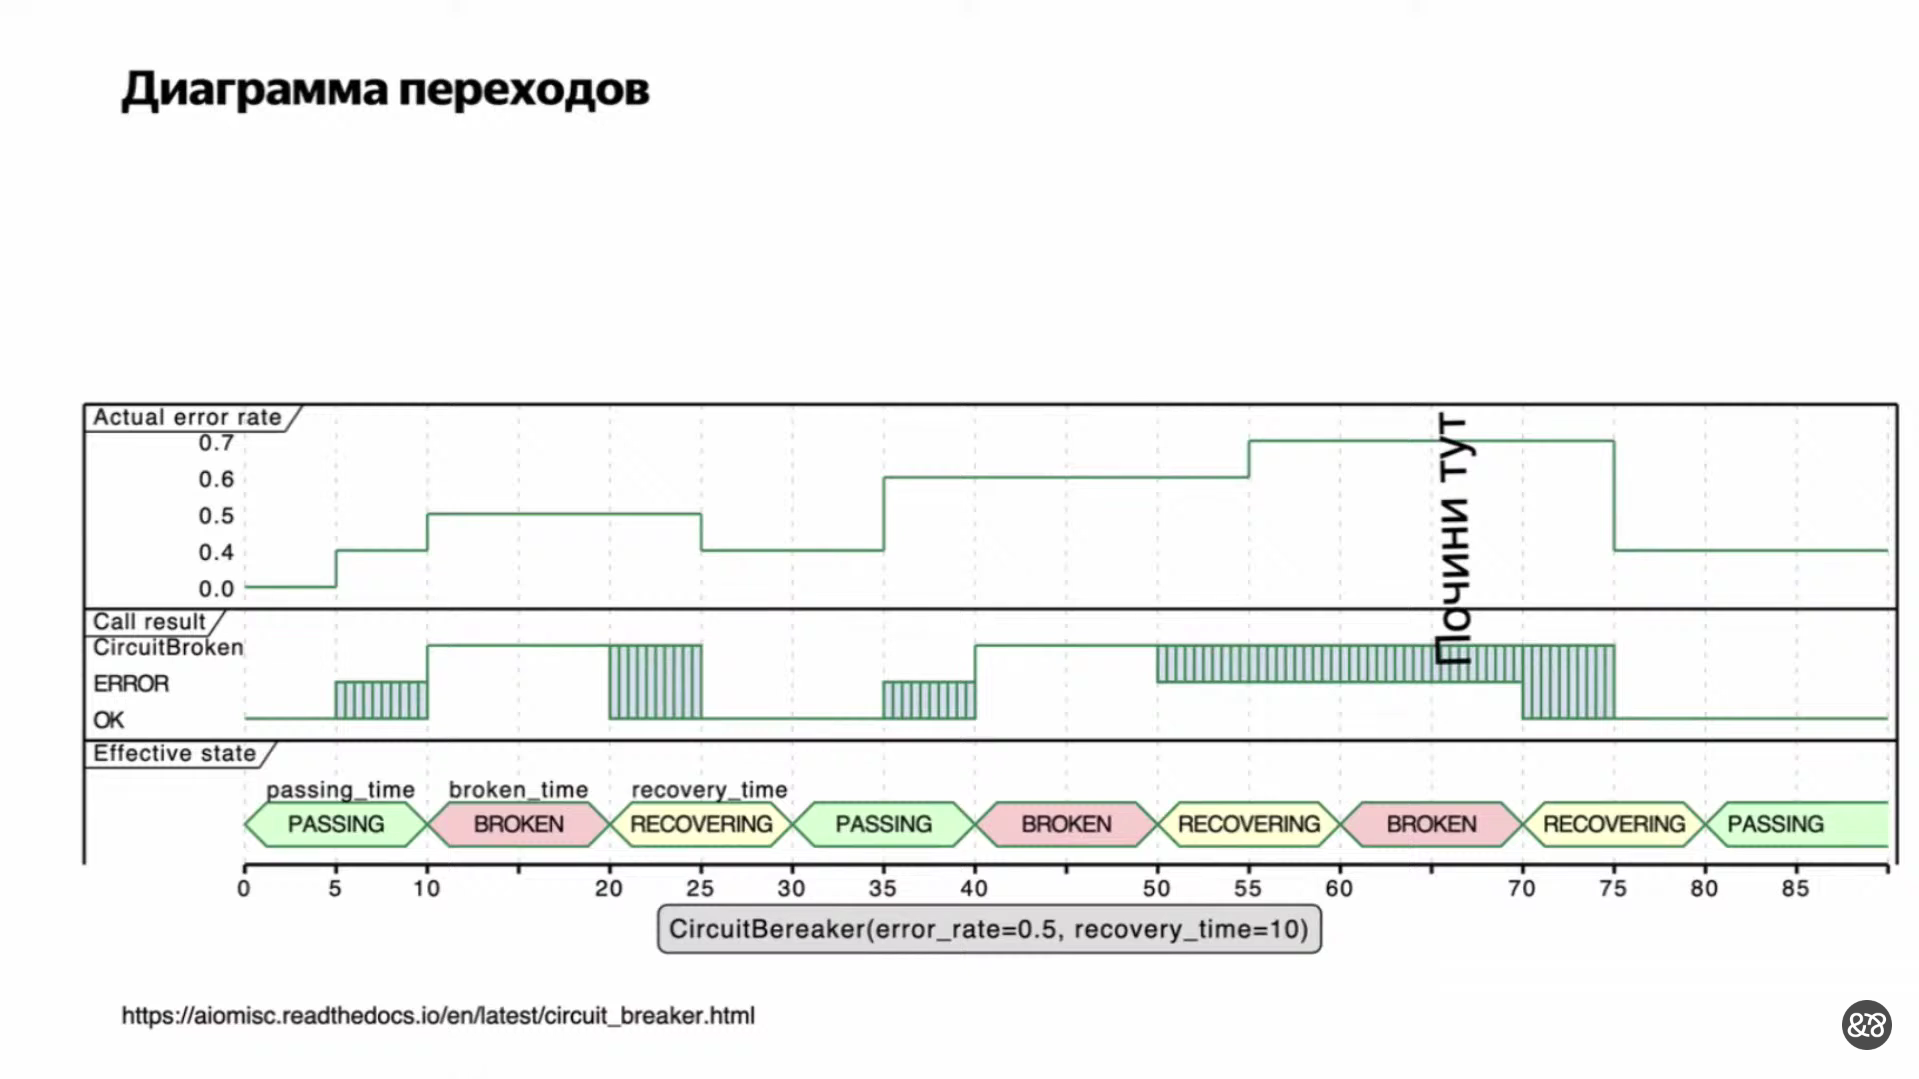 Диаграмма переходов
Actual error rate
0.7
0.6
0.5
0.4
0.0
Почини тут
Call result
CircuitBroken
ERROR
OK
Effective state
passing_time broken_time recovery_time
PASSING BROKEN RECOVERING PASSING BROKEN RECOVERING BROKEN RECOVERING PASSING
0 5 10 20 25 30 35 40 50 55 60 70 75 80 85
CircuitBereaker(error_rate=0.5, recovery_time=10)
https://aiomisc.readthedocs.io/en/latest/circuit_breaker.html